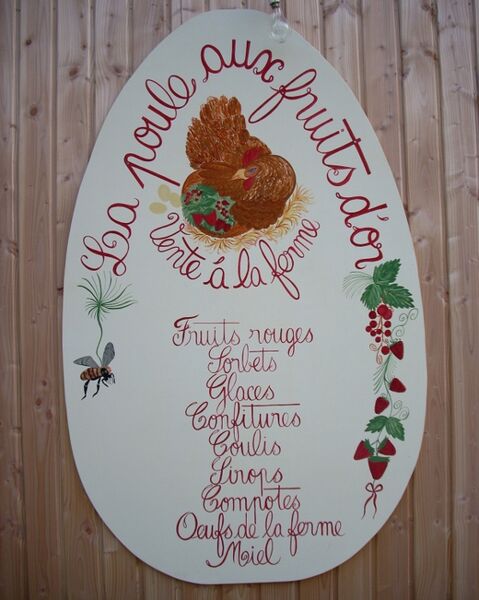 La poule aux fruits d'or
Vente à la ferme
Fruits rouges
Sorbets
Glaces
Confitures
Coulis
Sirops
Compotes
Oeufs de la ferme
Miel